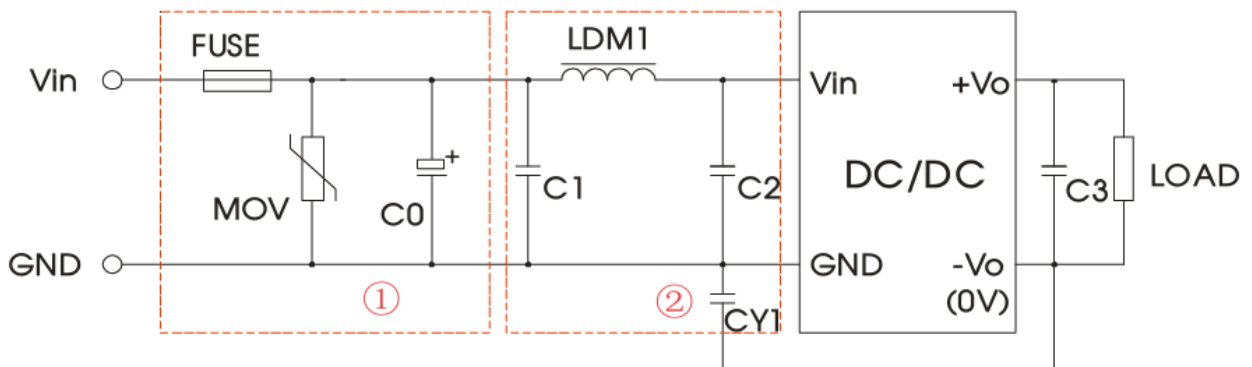 FUSE
LDM1
Vin
Vin
+Vo
MOV
C0
+
C1
C2
DC/DC
C3
LOAD
GND
GND
-Vo
(0V)
①
②
CY1